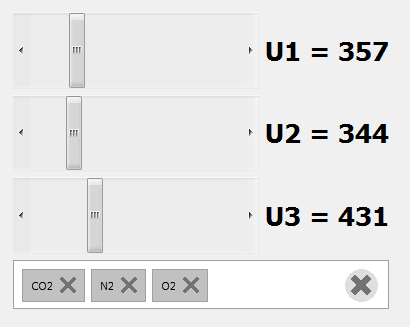 U1 = 357
U2 = 344
U3 = 431
CO2 N2 O2